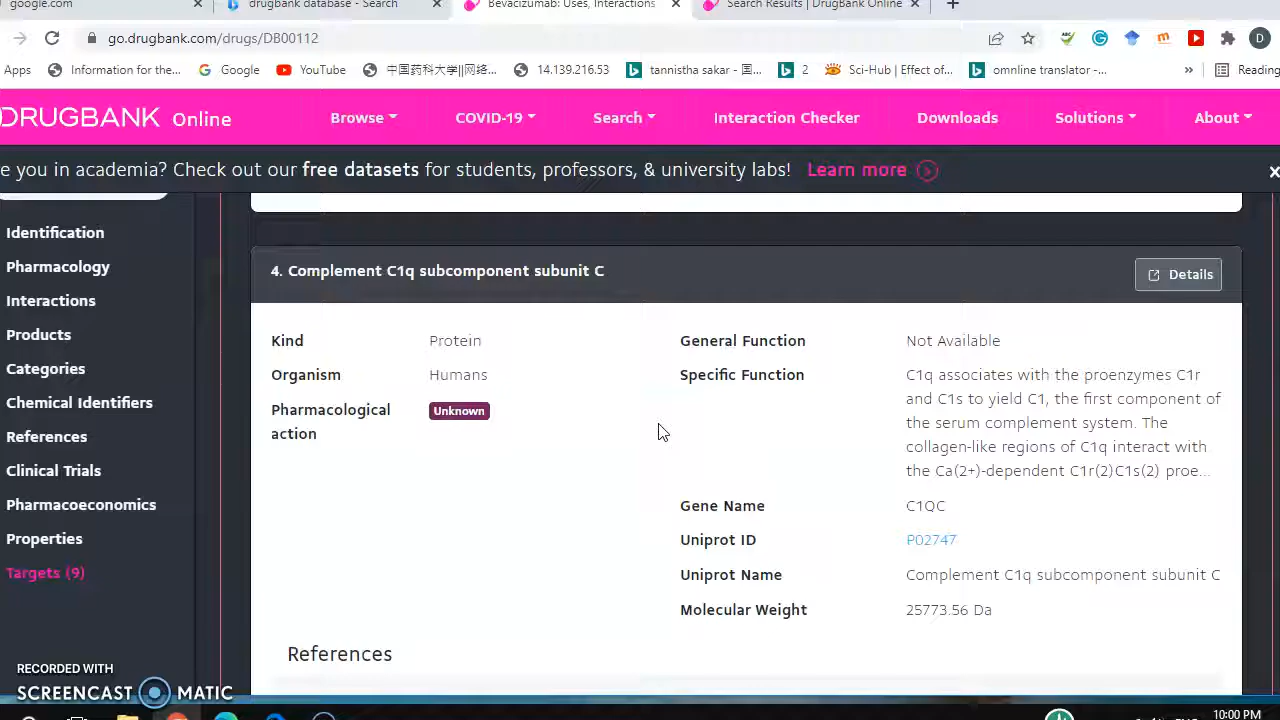 google.com
drugbank database - Search
Bevacizumab: Uses, Interactions
Search Results | DrugBank Online
go.drugbank.com/drugs/DB00112
Apps
Information for the...
Google
YouTube
中国药科大学||网络...
14.139.216.53
tannistha sakar - 国...
2
Sci-Hub | Effect of...
omnline translator -...
»
Reading
DRUGBANK Online
Browse
COVID-19
Search
Interaction Checker
Downloads
Solutions
About
e you in academia? Check out our free datasets for students, professors, & university labs! Learn more
Identification
Pharmacology
Interactions
Products
Categories
Chemical Identifiers
References
Clinical Trials
Pharmacoeconomics
Properties
Targets (9)
4. Complement C1q subcomponent subunit C
Details
Kind
Protein
Organism
Humans
Pharmacological
action
Unknown
General Function
Not Available
Specific Function
C1q associates with the proenzymes C1r
and C1s to yield C1, the first component of
the serum complement system. The
collagen-like regions of C1q interact with
the Ca(2+)-dependent C1r(2)C1s(2) proe...
Gene Name
C1QC
Uniprot ID
P02747
Uniprot Name
Complement C1q subcomponent subunit C
Molecular Weight
25773.56 Da
References
RECORDED WITH
SCREENCAST MATIC
10:00 PM